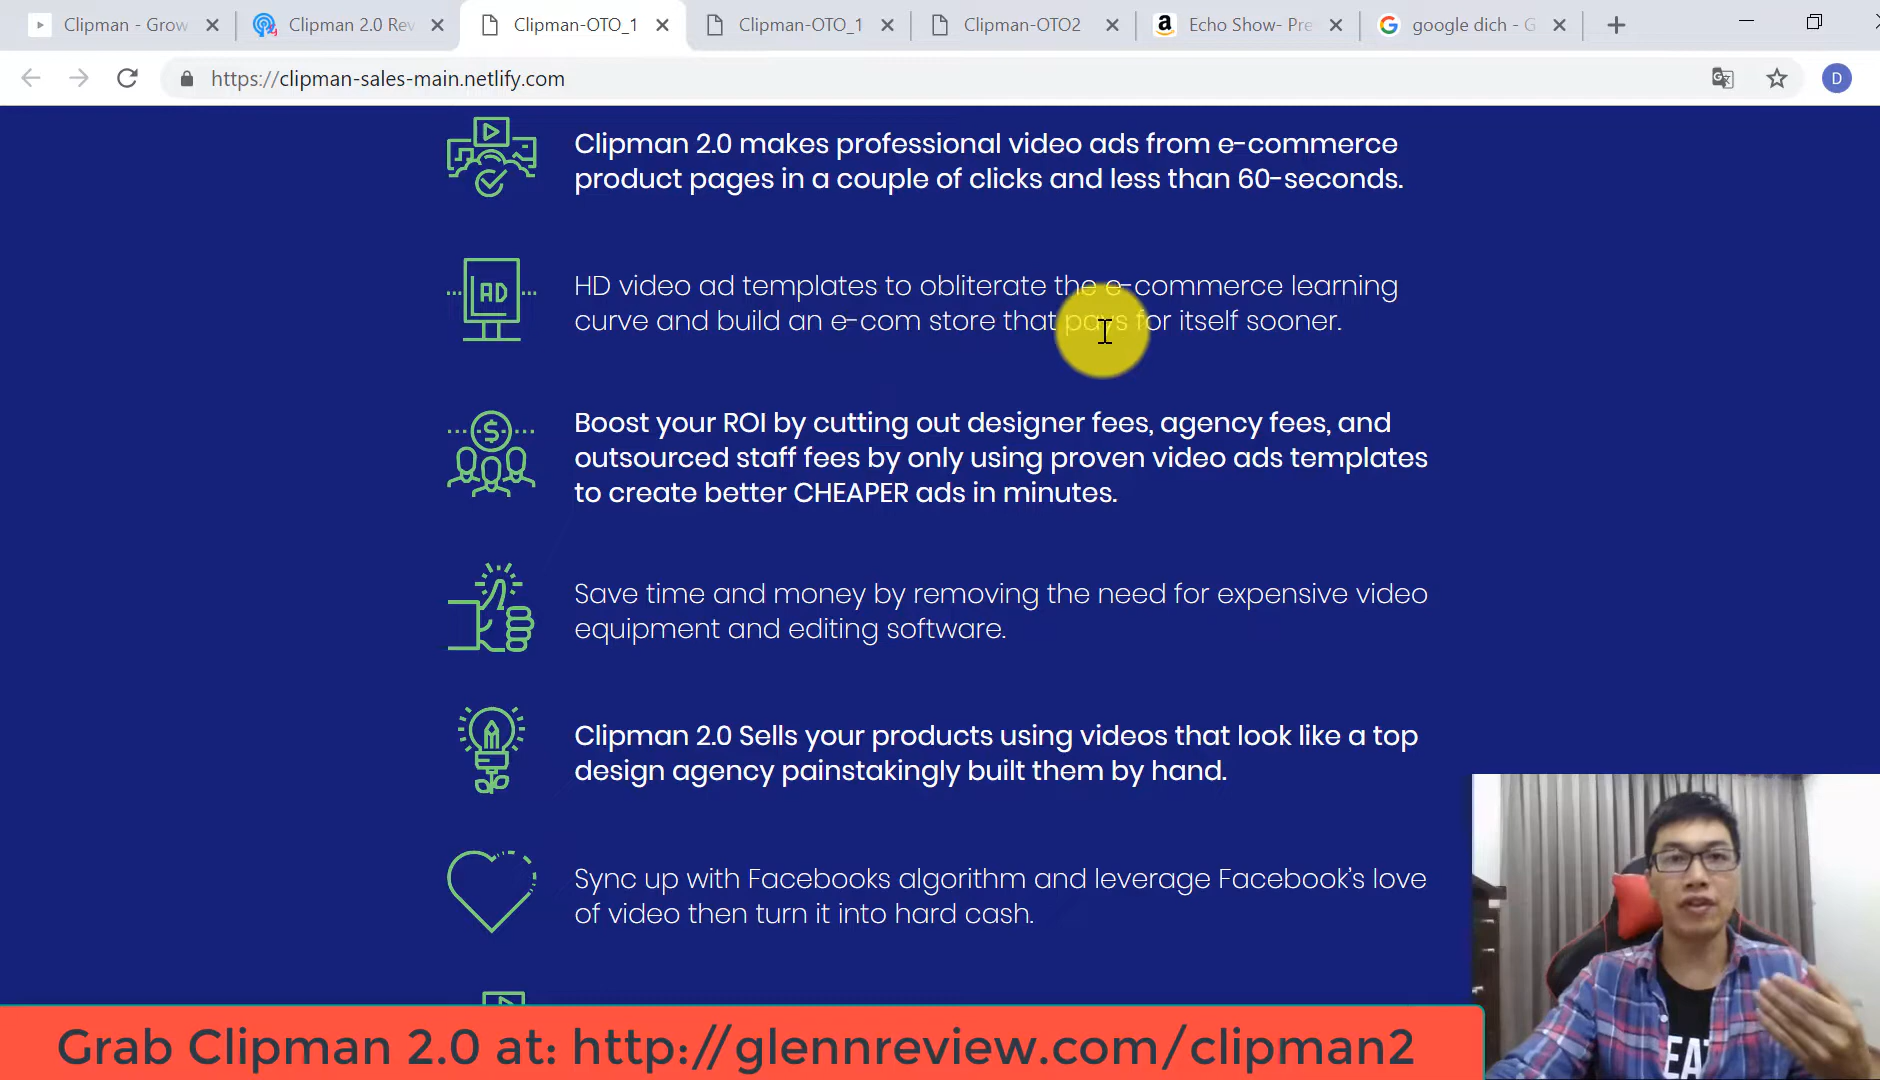 Clipman - Grow
Clipman 2.0 Rev
Clipman-OTO_1
Clipman-OTO_1
Clipman-OTO2
Echo Show- Pre
google dich - G
https://clipman-sales-main.netlify.com
D
Clipman 2.0 makes professional video ads from e-commerce
product pages in a couple of clicks and less than 60-seconds.
AD
HD video ad templates to obliterate the e-commerce learning
curve and build an e-com store that pays for itself sooner.
$
Boost your ROI by cutting out designer fees, agency fees, and
outsourced staff fees by only using proven video ads templates
to create better CHEAPER ads in minutes.
Save time and money by removing the need for expensive video
equipment and editing software.
Clipman 2.0 Sells your products using videos that look like a top
design agency painstakingly built them by hand.
Sync up with Facebooks algorithm and leverage Facebook's love
of video then turn it into hard cash.
Grab Clipman 2.0 at: http://glennreview.com/clipman2